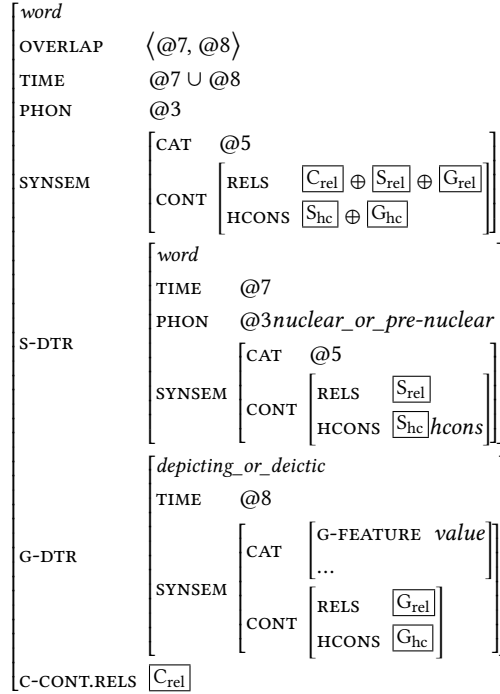 word
OVERLAP ⟨@7, @8⟩
TIME @7 ∪ @8
PHON @3
SYNSEM CAT @5
CONT RELS C_rel ⊕ S_rel ⊕ G_rel
HCONS S_hc ⊕ G_hc
S-DTR word
TIME @7
PHON @3nuclear_or_pre-nuclear
SYNSEM CAT @5
CONT RELS S_rel
HCONS S_hc hcons
G-DTR depicting_or_deictic
TIME @8
SYNSEM CAT G-FEATURE value
...
CONT RELS G_rel
HCONS G_hc
C-CONT.RELS C_rel